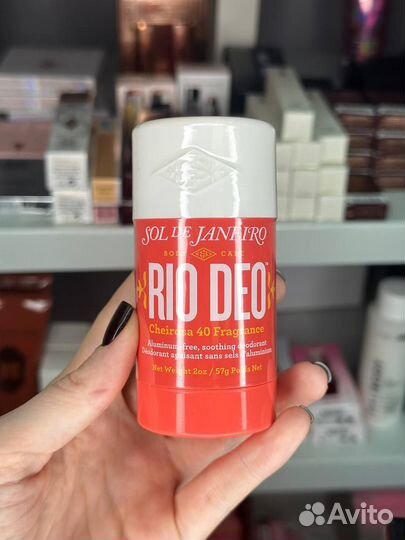 SOL DE JANEIRO
BODY CARE
RIO DEO™
Cheirosa 40 Fragrance
Aluminum-free, soothing deodorant
Déodorant apaisant sans sels d'aluminium
Net Weight 2oz / 57g Poids Net
Avito